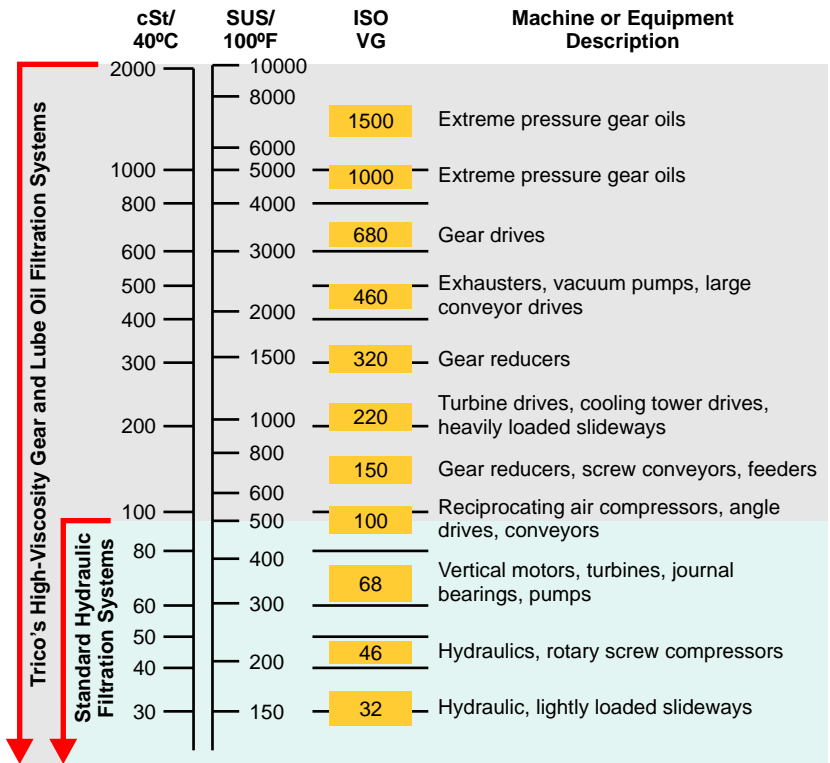 cSt/
40ºC
SUS/
100ºF
ISO
VG
Machine or Equipment
Description
Trico's High-Viscosity Gear and Lube Oil Filtration Systems
Standard Hydraulic
Filtration Systems
2000
1000
800
600
500
400
300
200
100
80
60
50
40
30
10000
8000
6000
5000
4000
3000
2000
1500
1000
800
600
500
400
300
200
150
1500 Extreme pressure gear oils
1000 Extreme pressure gear oils
680 Gear drives
460 Exhausters, vacuum pumps, large
conveyor drives
320 Gear reducers
220 Turbine drives, cooling tower drives,
heavily loaded slideways
150 Gear reducers, screw conveyors, feeders
100 Reciprocating air compressors, angle
drives, conveyors
68 Vertical motors, turbines, journal
bearings, pumps
46 Hydraulics, rotary screw compressors
32 Hydraulic, lightly loaded slideways